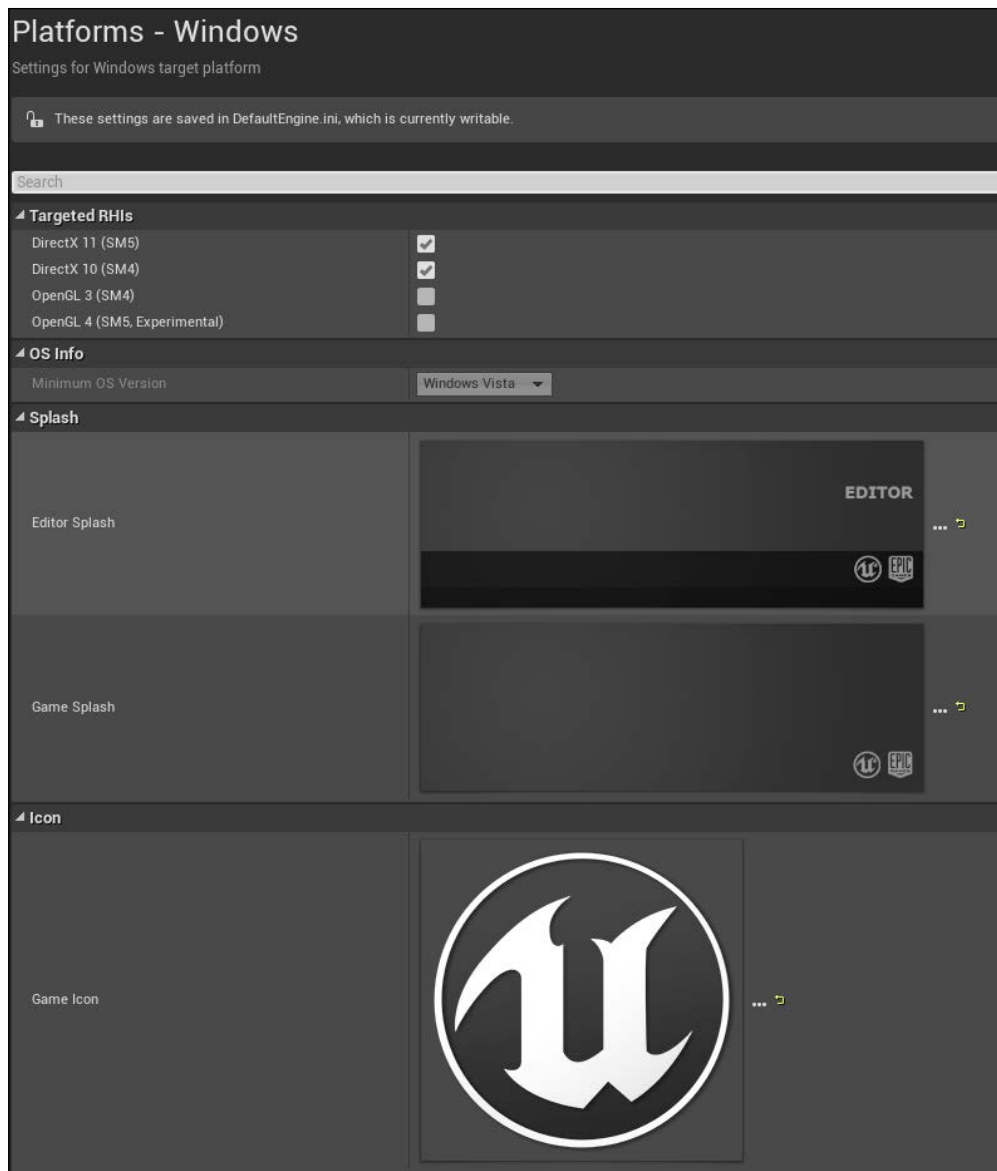 Platforms - Windows
Settings for Windows target platform
These settings are saved in DefaultEngine.ini, which is currently writable.
Search
Targeted RHIs
DirectX 11 (SM5)
DirectX 10 (SM4)
OpenGL 3 (SM4)
OpenGL 4 (SM5, Experimental)
OS Info
Minimum OS Version Windows Vista
Splash
EDITOR
Editor Splash ...
EPIC
Game Splash ...
EPIC
Icon
Game Icon ...